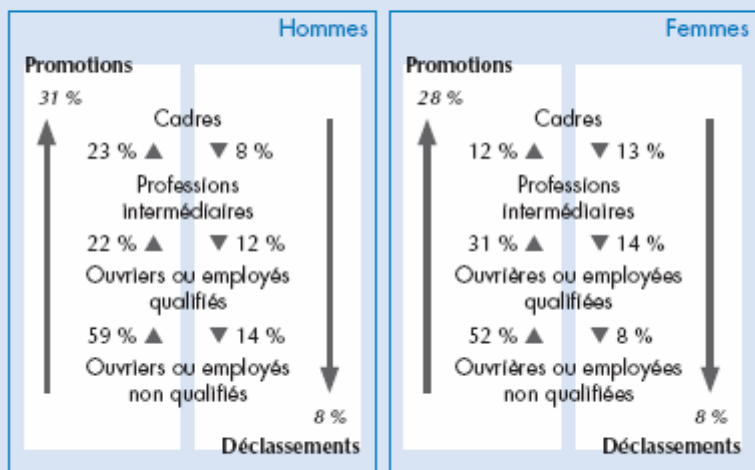 Hommes
Promotions
31 %
Cadres
23 % ▲ ▼ 8 %
Professions
intermédiaires
22 % ▲ ▼ 12 %
Ouvriers ou employés
qualifiés
59 % ▲ ▼ 14 %
Ouvriers ou employés
non qualifiés
8 %
Déclassements
Femmes
Promotions
28 %
Cadres
12 % ▲ ▼ 13 %
Professions
intermédiaires
31 % ▲ ▼ 14 %
Ouvrières ou employées
qualifiées
52 % ▲ ▼ 8 %
Ouvrières ou employées
non qualifiées
8 %
Déclassements